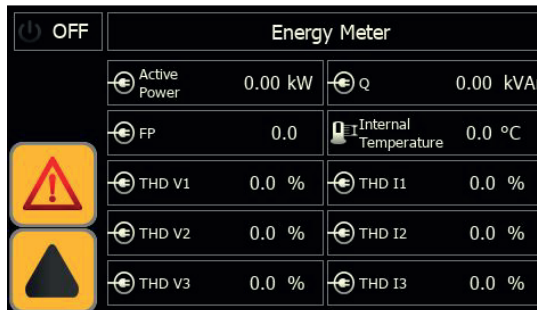 OFF
Energy Meter
Active Power 0.00 kW
Q 0.00 kVA
FP 0.0
Internal Temperature 0.0 °C
THD V1 0.0 %
THD I1 0.0 %
THD V2 0.0 %
THD I2 0.0 %
THD V3 0.0 %
THD I3 0.0 %